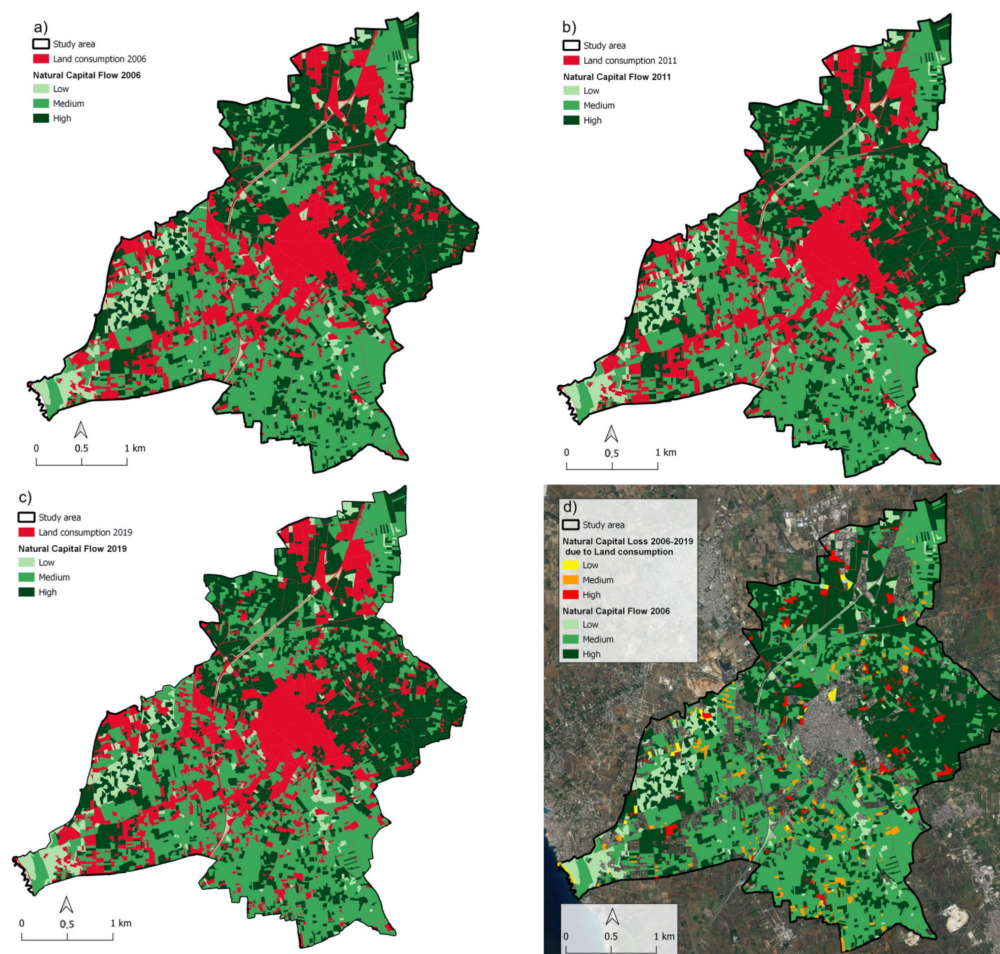 a)
Study area
Land consumption 2006
Natural Capital Flow 2006
Low
Medium
High
0 0.5 1 km
b)
Study area
Land consumption 2011
Natural Capital Flow 2011
Low
Medium
High
0 0.5 1 km
c)
Study area
Land consumption 2019
Natural Capital Flow 2019
Low
Medium
High
0 0.5 1 km
d)
Study area
Natural Capital Loss 2006-2019
due to Land consumption
Low
Medium
High
Natural Capital Flow 2006
Low
Medium
High
0 0.5 1 km